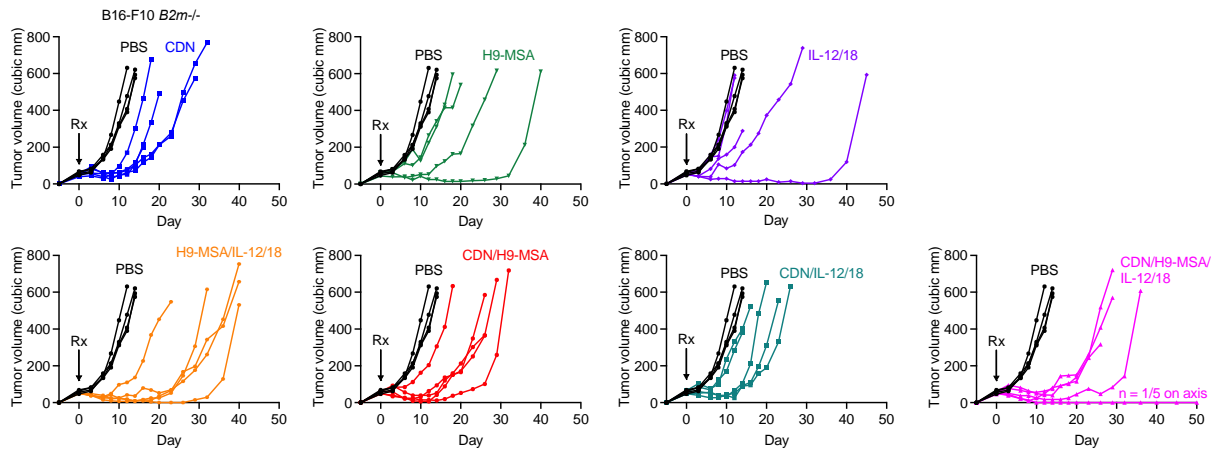 B16-F10 B2m-/-
Tumor volume (cubic mm)
800
600
400
200
0
PBS
CDN
Rx
0 10 20 30 40 50
Day
Tumor volume (cubic mm)
800
600
400
200
0
PBS
H9-MSA
Rx
0 10 20 30 40 50
Day
Tumor volume (cubic mm)
800
600
400
200
0
PBS
IL-12/18
Rx
0 10 20 30 40 50
Day
Tumor volume (cubic mm)
800
600
400
200
0
H9-MSA/IL-12/18
PBS
Rx
0 10 20 30 40 50
Day
Tumor volume (cubic mm)
800
600
400
200
0
PBS
CDN/H9-MSA
Rx
0 10 20 30 40 50
Day
Tumor volume (cubic mm)
800
600
400
200
0
PBS
CDN/IL-12/18
Rx
0 10 20 30 40 50
Day
Tumor volume (cubic mm)
800
600
400
200
0
PBS
CDN/H9-MSA/
IL-12/18
Rx
n = 1/5 on axis
0 10 20 30 40 50
Day